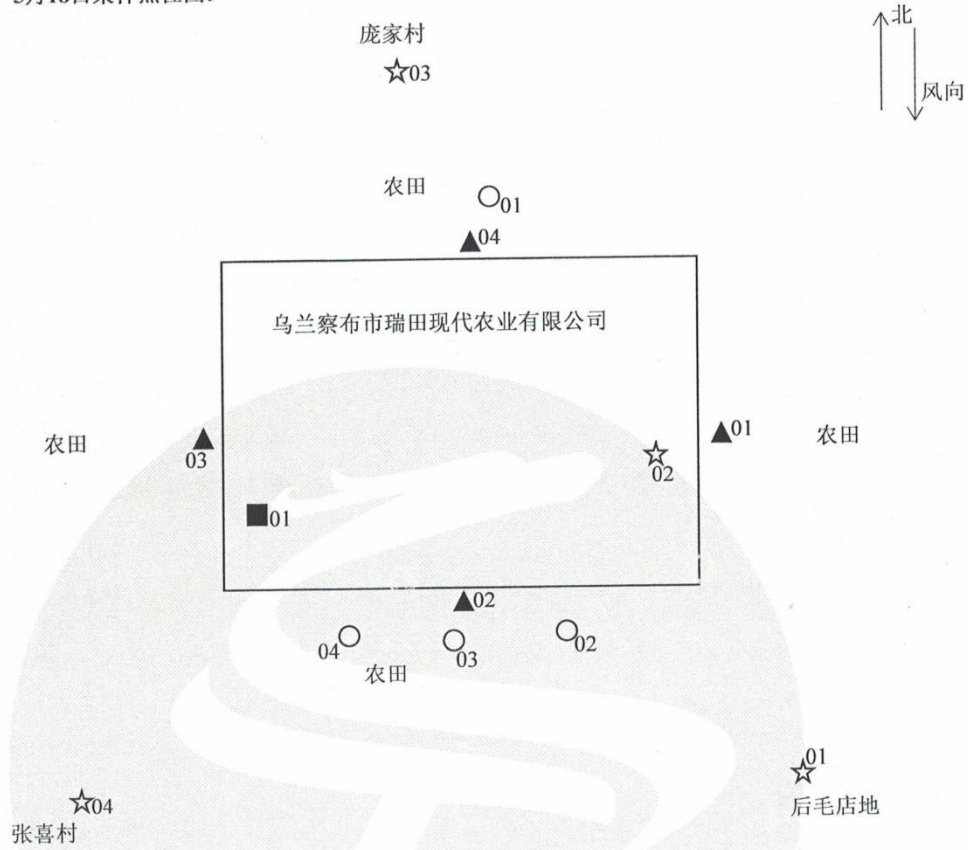 庞家村
☆03
北
风向
农田
○01
▲04
乌兰察布市瑞田现代农业有限公司
农田
▲03
▲01
农田
☆02
■01
▲02
○04
○03
○02
农田
☆01
后毛店地
☆04
张喜村